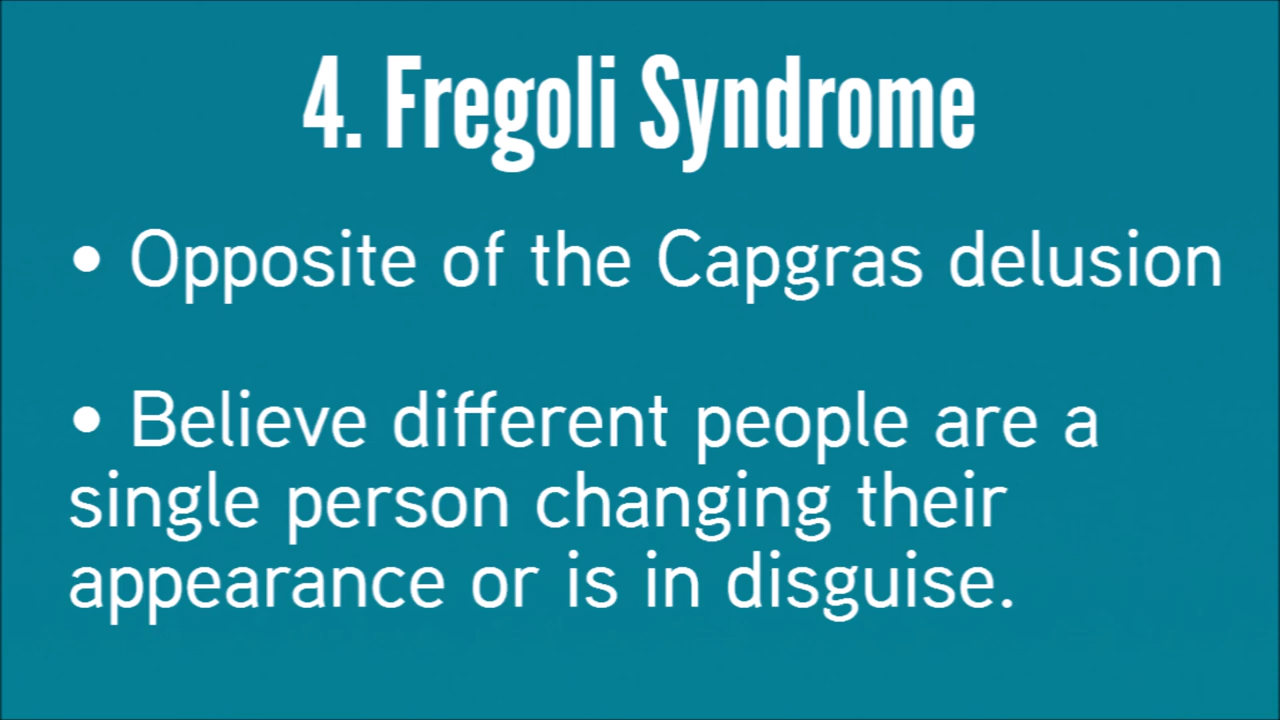 4. Fregoli Syndrome
• Opposite of the Capgras delusion
• Believe different people are a
single person changing their
appearance or is in disguise.